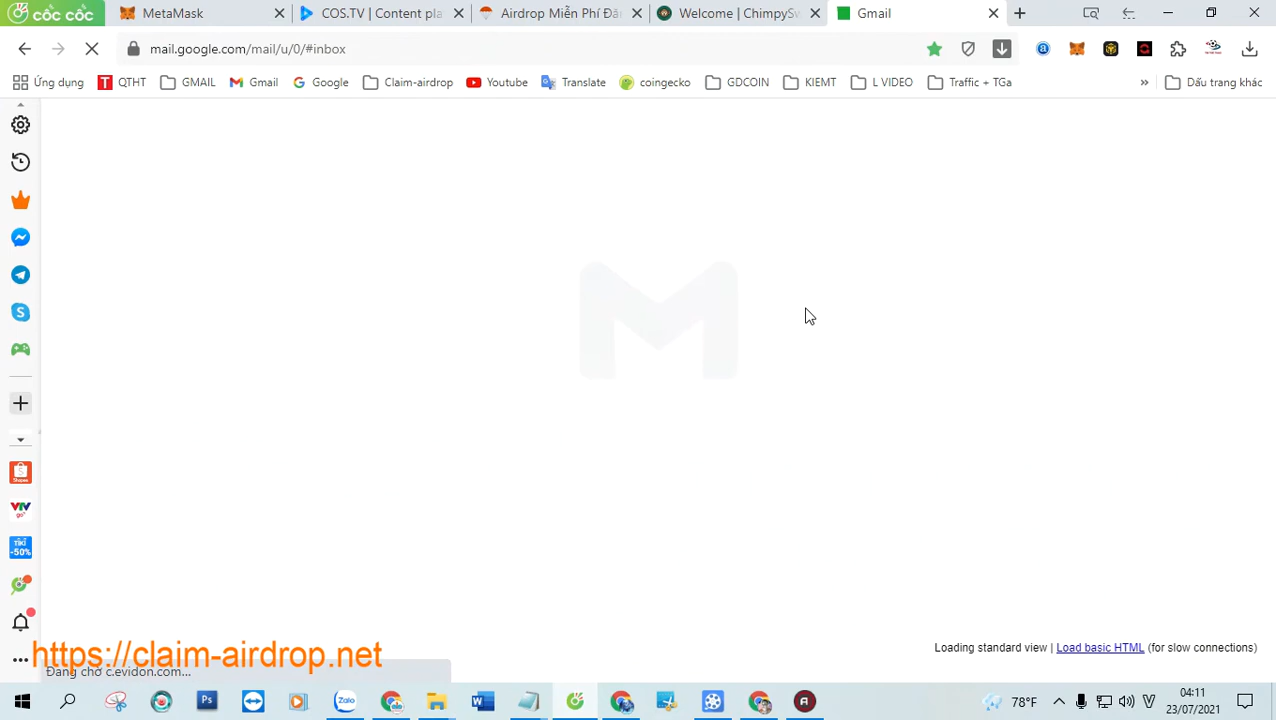 cốc cốc
MetaMask
COS.TV | Content pla
Airdrop Miễn Phí Đă
Welcome | ChimpySw
Gmail
mail.google.com/mail/u/0/#inbox
Ứng dụng
QTHT
GMAIL
Gmail
Google
Claim-airdrop
Youtube
Translate
coingecko
GDCOIN
KIEMT
L VIDEO
Traffic + TGa
»
Dấu trang khác
Loading standard view | Load basic HTML (for slow connections)
https://claim-airdrop.net
Đang chờ c.evidon.com...
78°F
04:11
23/07/2021